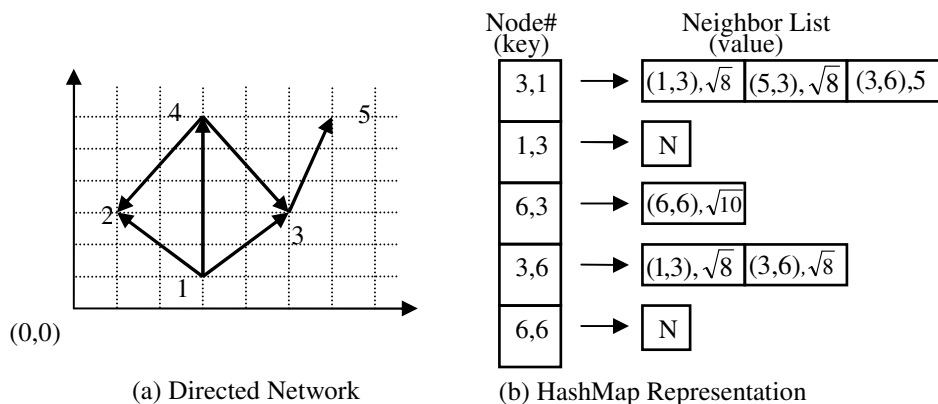 4
5
2
3
1
(0,0)
(a) Directed Network
Node#
(key)
Neighbor List
(value)
3,1
(1,3),√8
(5,3),√8
(3,6),5
1,3
N
6,3
(6,6),√10
3,6
(1,3),√8
(3,6),√8
6,6
N
(b) HashMap Representation